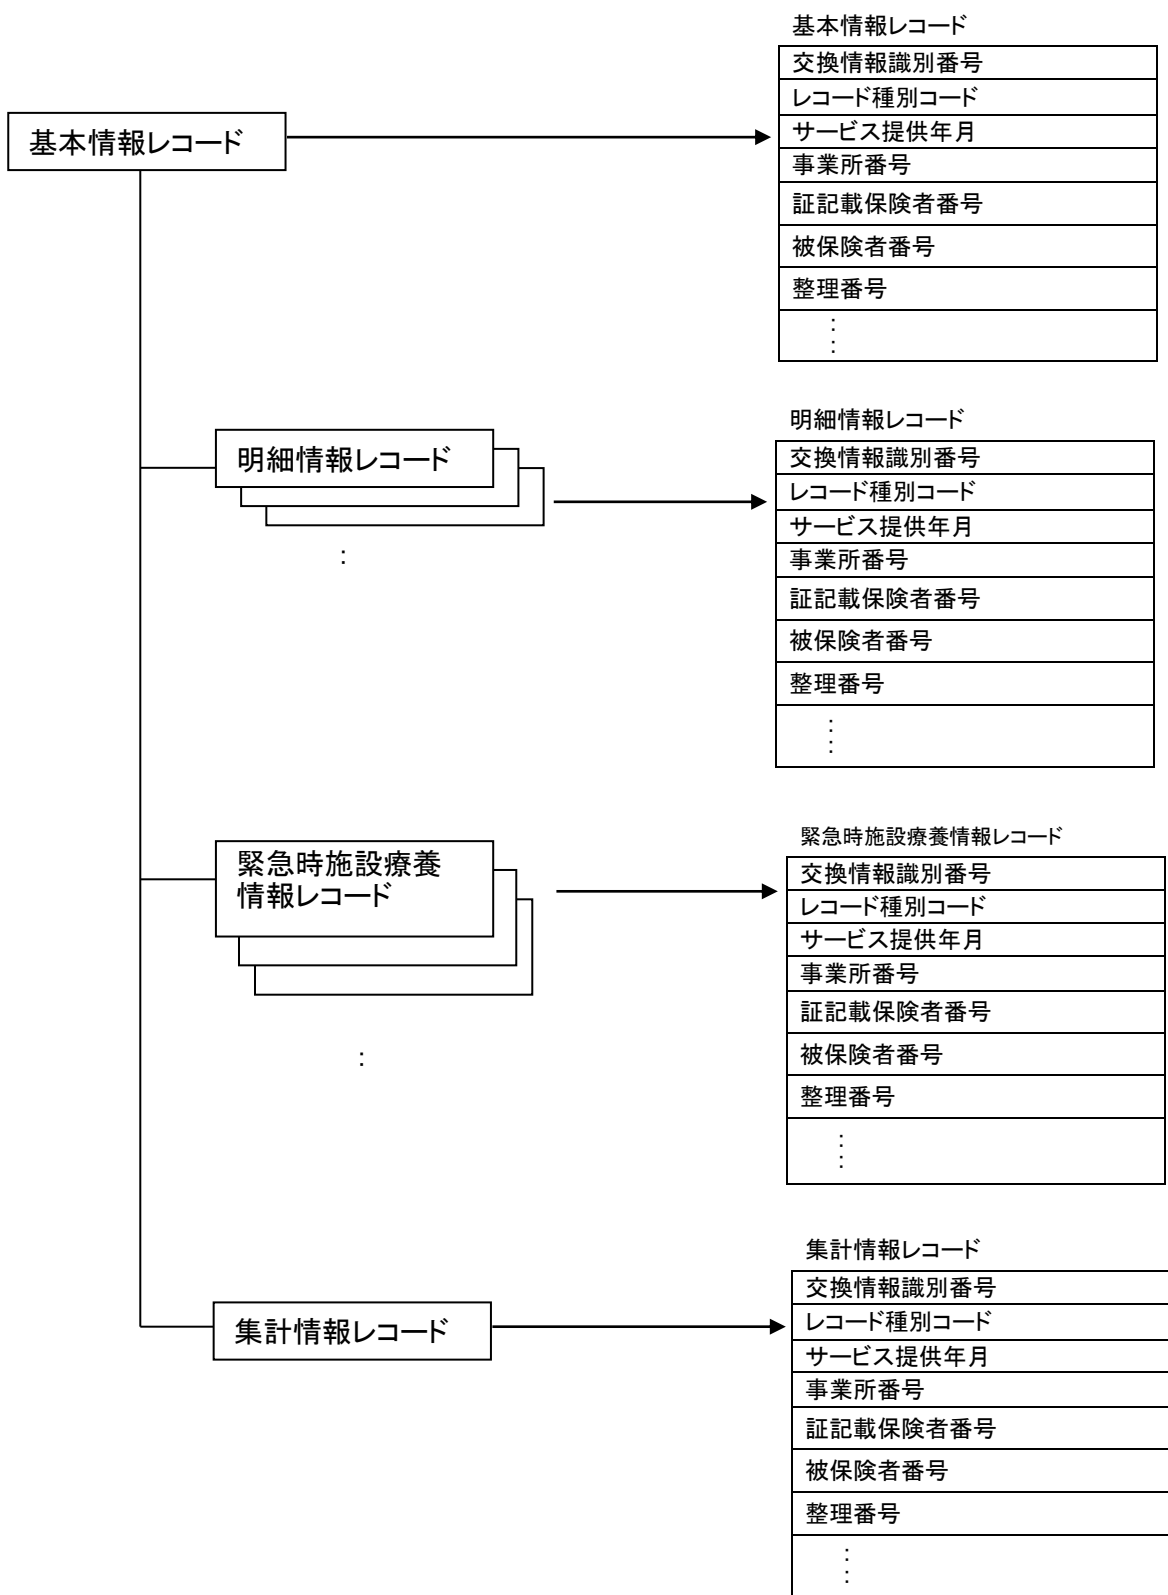 基本情報レコード
基本情報レコード
交換情報識別番号
レコード種別コード
サービス提供年月
事業所番号
証記載保険者番号
被保険者番号
整理番号
:
:
明細情報レコード
:
明細情報レコード
交換情報識別番号
レコード種別コード
サービス提供年月
事業所番号
証記載保険者番号
被保険者番号
整理番号
:
:
緊急時施設療養
情報レコード
:
緊急時施設療養情報レコード
交換情報識別番号
レコード種別コード
サービス提供年月
事業所番号
証記載保険者番号
被保険者番号
整理番号
:
:
集計情報レコード
集計情報レコード
交換情報識別番号
レコード種別コード
サービス提供年月
事業所番号
証記載保険者番号
被保険者番号
整理番号
:
: